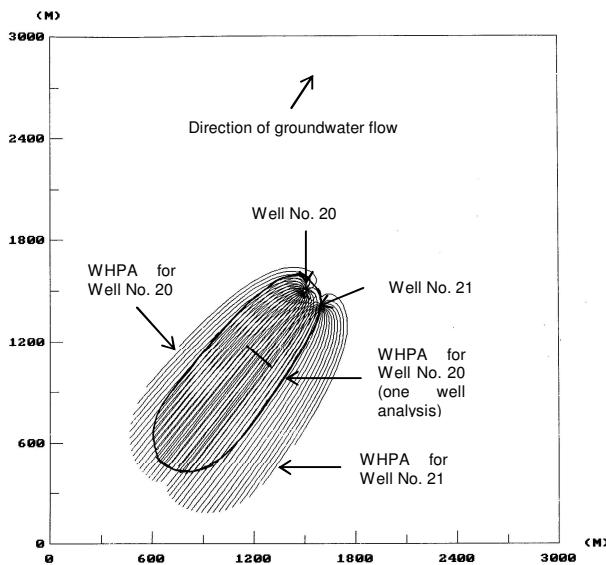 (M)
3000
Direction of groundwater flow
2400
Well No. 20
1800
WHPA for
Well No. 20
Well No. 21
1200
WHPA for
Well No. 20
(one well
analysis)
600
WHPA for
Well No. 21
0
(M)
0 600 1200 1800 2400 3000